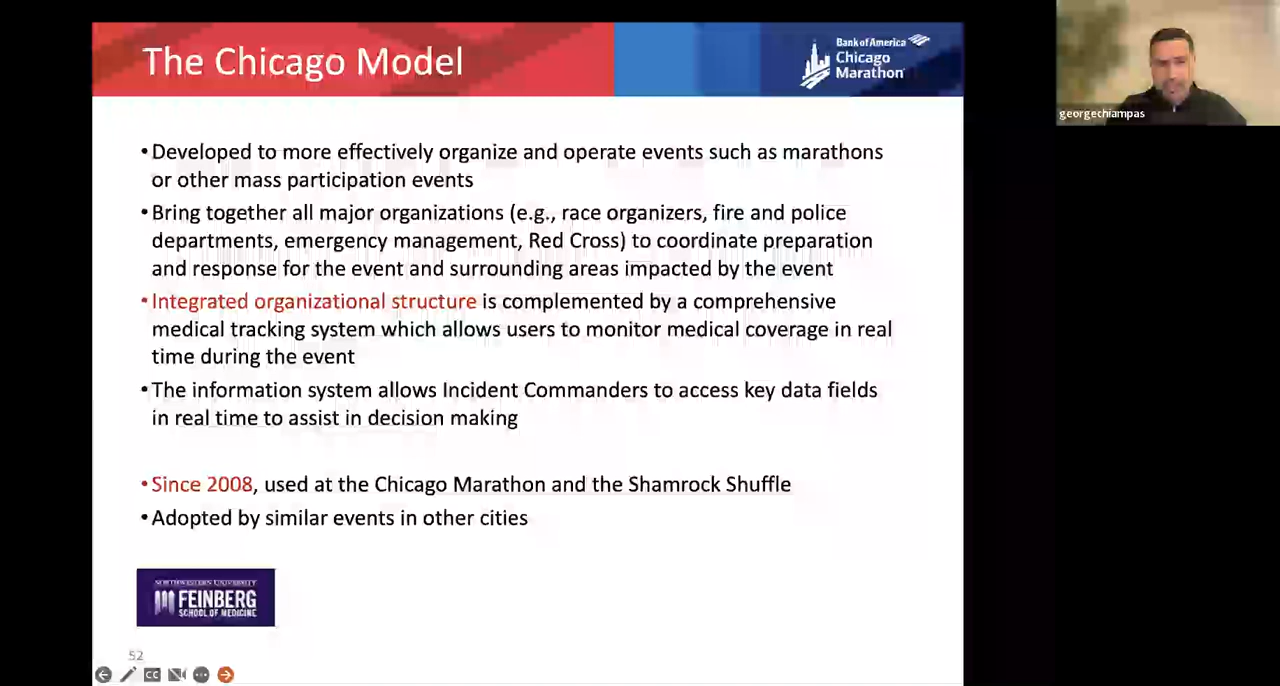 The Chicago Model
Bank of America
Chicago
Marathon
georgechiampas
•Developed to more effectively organize and operate events such as marathons
or other mass participation events
•Bring together all major organizations (e.g., race organizers, fire and police
departments, emergency management, Red Cross) to coordinate preparation
and response for the event and surrounding areas impacted by the event
•Integrated organizational structure is complemented by a comprehensive
medical tracking system which allows users to monitor medical coverage in real
time during the event
•The information system allows Incident Commanders to access key data fields
in real time to assist in decision making
•Since 2008, used at the Chicago Marathon and the Shamrock Shuffle
•Adopted by similar events in other cities
NORTHWESTERN UNIVERSITY
FEINBERG
SCHOOL OF MEDICINE
52
CC